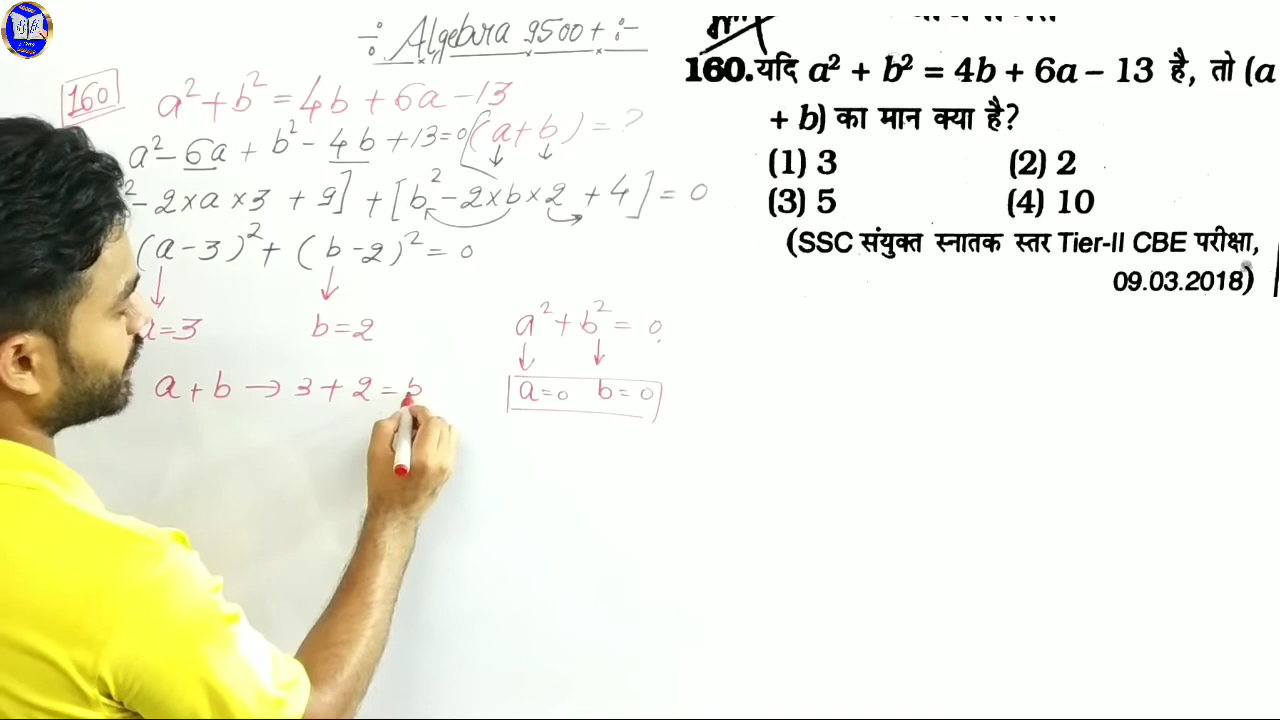 ÷ Algebra 9500+ :-
160 a² + b² = 4b + 6a - 13
a² - 6a + b² - 4b + 13 = 0 (a + b) = ?
² - 2×a×3 + 9] + [b² - 2×b×2 + 4] = 0
(a - 3)² + (b - 2)² = 0
a = 3 b = 2
a + b → 3 + 2 = 5
a² + b² = 0
a = 0 b = 0
160. यदि a² + b² = 4b + 6a – 13 है, तो (a
+ b) का मान क्या है?
(1) 3 (2) 2
(3) 5 (4) 10
(SSC संयुक्त स्नातक स्तर Tier-II CBE परीक्षा,
09.03.2018)